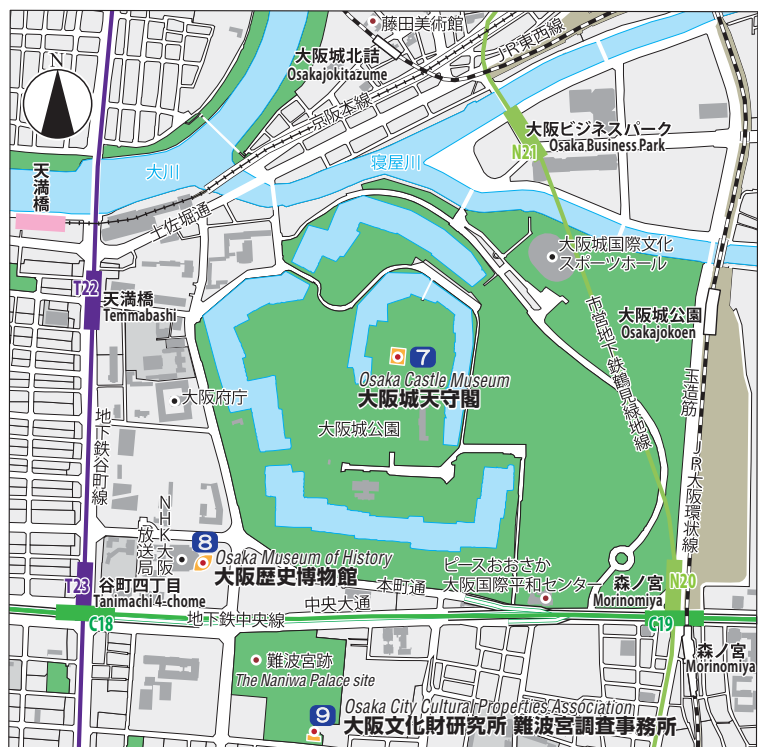 藤田美術館
JR東西線
大阪城北詰
Osakajokitazume
N
京阪本線
大阪ビジネスパーク
Osaka Business Park
N21
天満橋
大川
寝屋川
土佐堀通
大阪城国際文化
スポーツホール
T22
天満橋
Temmabashi
市営地下鉄鶴見緑地線
大阪城公園
Osakajokoen
7
Osaka Castle Museum
大阪城天守閣
大阪府庁
玉造筋
地下鉄谷町線
大阪城公園
JR大阪環状線
NHK大阪
放送局
8
Osaka Museum of History
大阪歴史博物館
ピースおおさか
大阪国際平和センター
T23
谷町四丁目
Tanimachi 4-chome
本町通
森ノ宮
Morinomiya
N20
中央大通
C18
地下鉄中央線
C19
難波宮跡
The Naniwa Palace site
森ノ宮
Morinomiya
9
Osaka City Cultural Properties Association
大阪文化財研究所 難波宮調査事務所